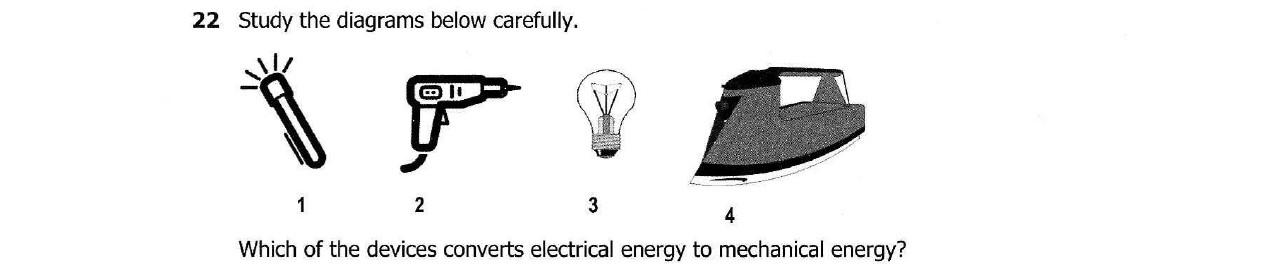 22 Study the diagrams below carefully.
1 2 3 4
Which of the devices converts electrical energy to mechanical energy?